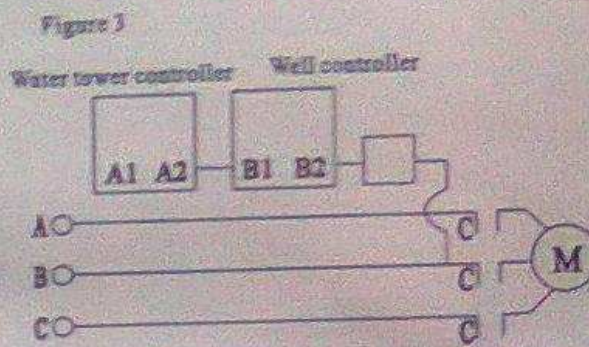 Figure 3
Water tower controller Well controller
A1 A2 B1 B2
A C
B C M
C C